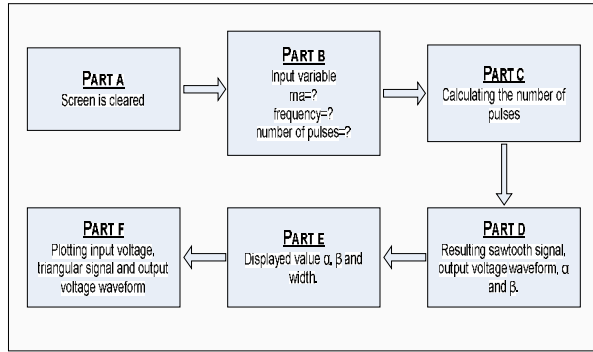 PART A
Screen is cleared
PART B
Input variable
ma=?
frequency=?
number of pulses=?
PART C
Calculating the number of
pulses
PART D
Resulting sawtooth signal,
output voltage waveform, α
and β.
PART E
Displayed value α, β and
width.
PART F
Plotting input voltage,
triangular signal and output
voltage waveform